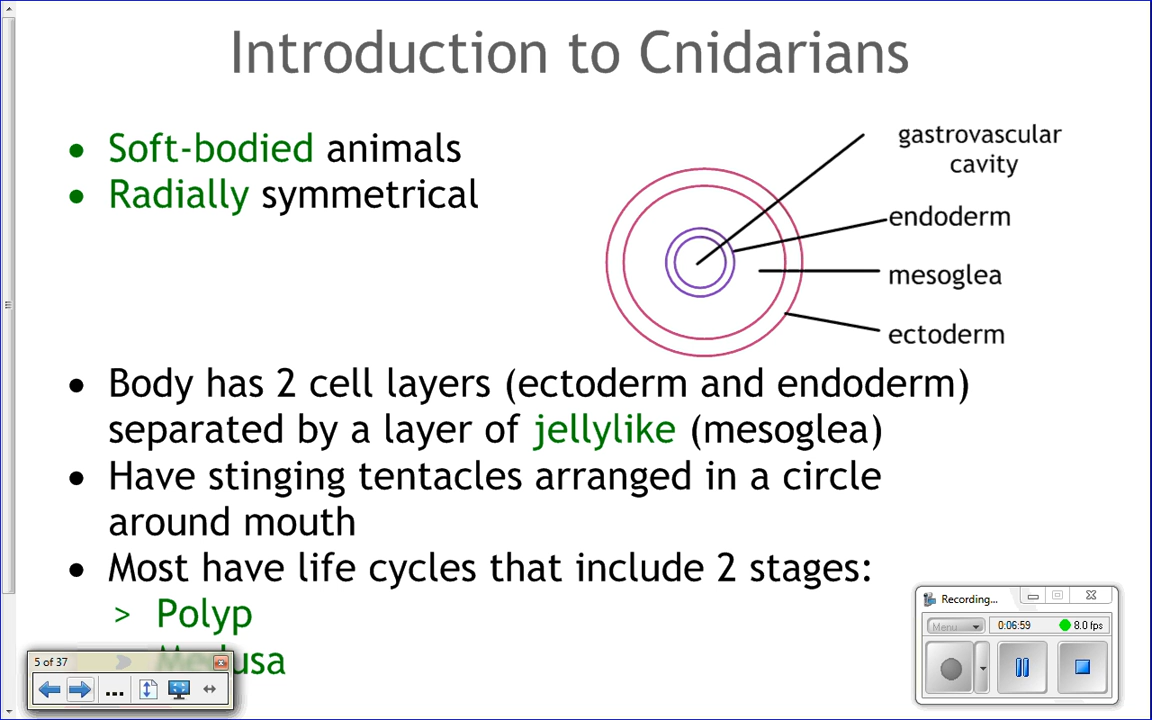 Introduction to Cnidarians
• Soft-bodied animals
• Radially symmetrical
gastrovascular
cavity
endoderm
mesoglea
ectoderm
• Body has 2 cell layers (ectoderm and endoderm)
separated by a layer of jellylike (mesoglea)
• Have stinging tentacles arranged in a circle
around mouth
• Most have life cycles that include 2 stages:
> Polyp
Medusa
5 of 37
...
Recording...
Menu
0:06:59
8.0 fps